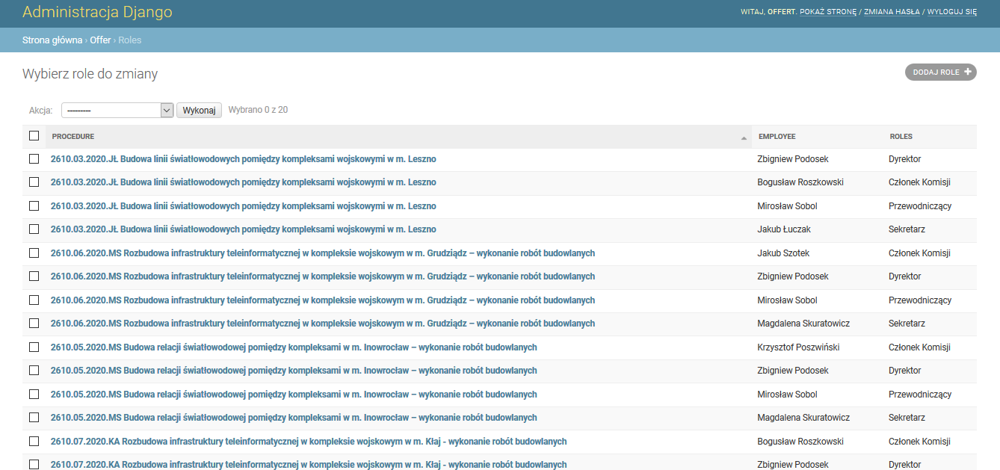 Administracja Django
WITAJ, OFFERT. POKAŻ STRONĘ / ZMIANA HASŁA / WYLOGUJ SIĘ
Strona główna › Offer › Roles
Wybierz role do zmiany
DODAJ ROLE +
Akcja: --------- Wykonaj Wybrano 0 z 20
PROCEDURE EMPLOYEE ROLES
2610.03.2020.JŁ Budowa linii światłowodowych pomiędzy kompleksami wojskowymi w m. Leszno Zbigniew Podosek Dyrektor
2610.03.2020.JŁ Budowa linii światłowodowych pomiędzy kompleksami wojskowymi w m. Leszno Bogusław Roszkowski Członek Komisji
2610.03.2020.JŁ Budowa linii światłowodowych pomiędzy kompleksami wojskowymi w m. Leszno Mirosław Sobol Przewodniczący
2610.03.2020.JŁ Budowa linii światłowodowych pomiędzy kompleksami wojskowymi w m. Leszno Jakub Łuczak Sekretarz
2610.06.2020.MS Rozbudowa infrastruktury teleinformatycznej w kompleksie wojskowym w m. Grudziądz – wykonanie robót budowlanych Jakub Szotek Członek Komisji
2610.06.2020.MS Rozbudowa infrastruktury teleinformatycznej w kompleksie wojskowym w m. Grudziądz – wykonanie robót budowlanych Zbigniew Podosek Dyrektor
2610.06.2020.MS Rozbudowa infrastruktury teleinformatycznej w kompleksie wojskowym w m. Grudziądz – wykonanie robót budowlanych Mirosław Sobol Przewodniczący
2610.06.2020.MS Rozbudowa infrastruktury teleinformatycznej w kompleksie wojskowym w m. Grudziądz – wykonanie robót budowlanych Magdalena Skuratowicz Sekretarz
2610.05.2020.MS Budowa relacji światłowodowej pomiędzy kompleksami w m. Inowrocław – wykonanie robót budowlanych Krzysztof Poszwiński Członek Komisji
2610.05.2020.MS Budowa relacji światłowodowej pomiędzy kompleksami w m. Inowrocław – wykonanie robót budowlanych Zbigniew Podosek Dyrektor
2610.05.2020.MS Budowa relacji światłowodowej pomiędzy kompleksami w m. Inowrocław – wykonanie robót budowlanych Mirosław Sobol Przewodniczący
2610.05.2020.MS Budowa relacji światłowodowej pomiędzy kompleksami w m. Inowrocław – wykonanie robót budowlanych Magdalena Skuratowicz Sekretarz
2610.07.2020.KA Rozbudowa infrastruktury teleinformatycznej w kompleksie wojskowym w m. Kłaj - wykonanie robót budowlanych Bogusław Roszkowski Członek Komisji
2610.07.2020.KA Rozbudowa infrastruktury teleinformatycznej w kompleksie wojskowym w m. Kłaj - wykonanie robót budowlanych Zbigniew Podosek Dyrektor